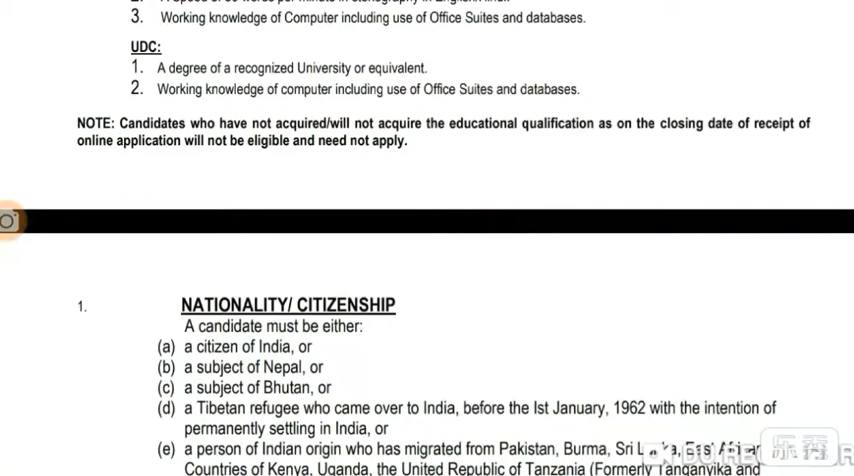 3. Working knowledge of Computer including use of Office Suites and databases.
UDC:
1. A degree of a recognized University or equivalent.
2. Working knowledge of computer including use of Office Suites and databases.
NOTE: Candidates who have not acquired/will not acquire the educational qualification as on the closing date of receipt of
online application will not be eligible and need not apply.
1. NATIONALITY/ CITIZENSHIP
A candidate must be either:
(a) a citizen of India, or
(b) a subject of Nepal, or
(c) a subject of Bhutan, or
(d) a Tibetan refugee who came over to India, before the Ist January, 1962 with the intention of
permanently settling in India, or
(e) a person of Indian origin who has migrated from Pakistan, Burma, Sri Lanka, East African
Countries of Kenya, Uganda, the United Republic of Tanzania (Formerly Tanganyika and